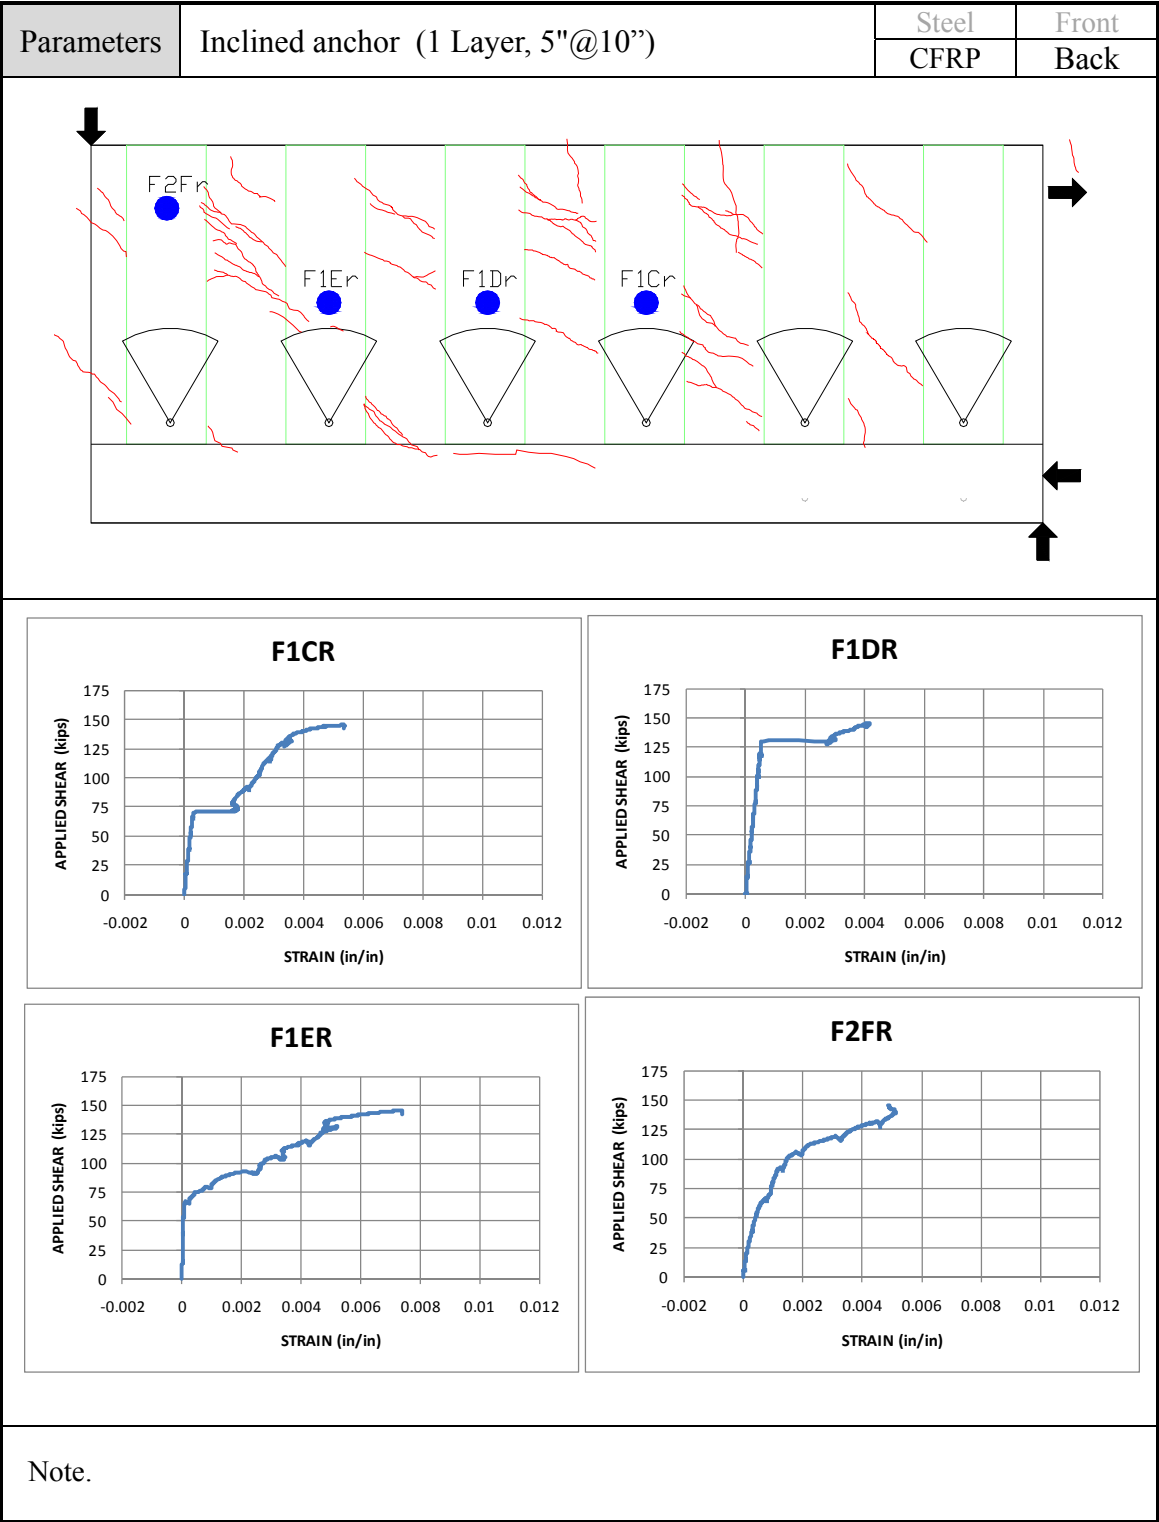 Parameters
Inclined anchor (1 Layer, 5"@10”)
Steel
Front
CFRP
Back
F2Fr
F1Er
F1Dr
F1Cr
F1CR
175
150
125
100
75
50
25
0
APPLIED SHEAR (kips)
-0.002 0 0.002 0.004 0.006 0.008 0.01 0.012
STRAIN (in/in)
F1DR
175
150
125
100
75
50
25
0
APPLIED SHEAR (kips)
-0.002 0 0.002 0.004 0.006 0.008 0.01 0.012
STRAIN (in/in)
F1ER
175
150
125
100
75
50
25
0
APPLIED SHEAR (kips)
-0.002 0 0.002 0.004 0.006 0.008 0.01 0.012
STRAIN (in/in)
F2FR
175
150
125
100
75
50
25
0
APPLIED SHEAR (kips)
-0.002 0 0.002 0.004 0.006 0.008 0.01 0.012
STRAIN (in/in)
Note.